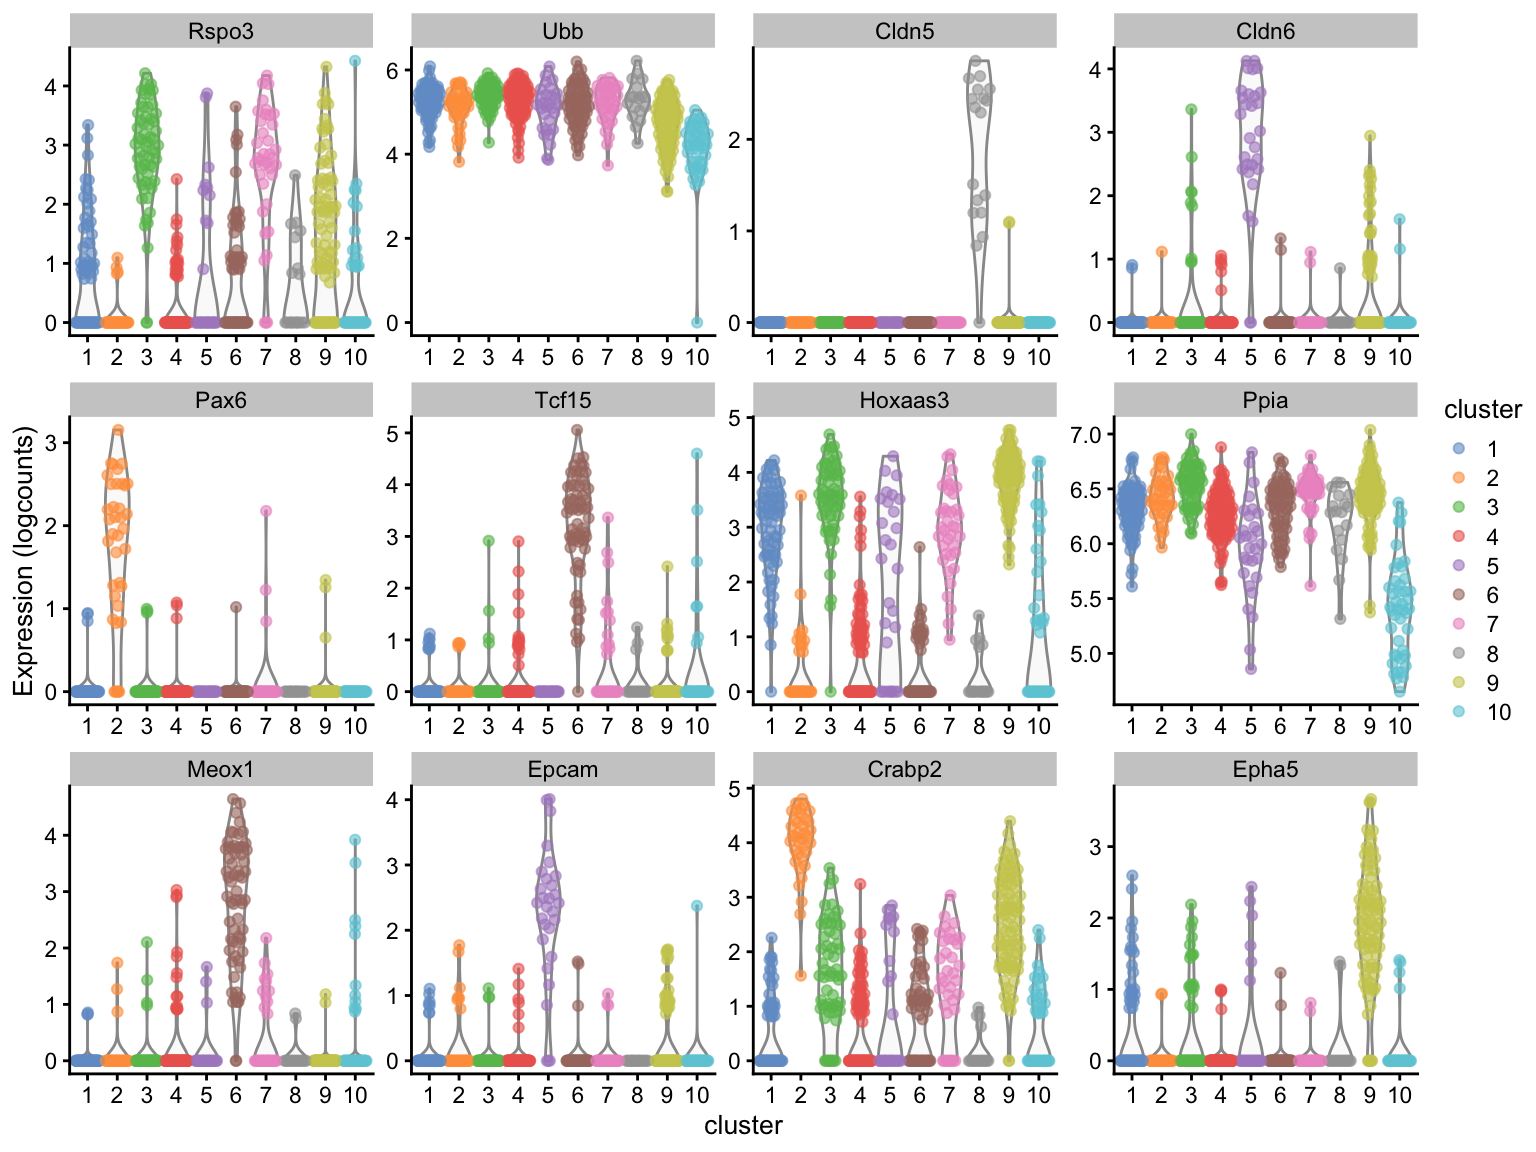 Rspo3 Ubb Cldn5 Cldn6
4 3 2 1 0
6 4 2 0
2 1 0
4 3 2 1 0
1 2 3 4 5 6 7 8 9 10
1 2 3 4 5 6 7 8 9 10
1 2 3 4 5 6 7 8 9 10
1 2 3 4 5 6 7 8 9 10
Expression (logcounts)
Pax6 Tcf15 Hoxaas3 Ppia
3 2 1 0
5 4 3 2 1 0
5 4 3 2 1 0
7.0 6.5 6.0 5.5 5.0
1 2 3 4 5 6 7 8 9 10
1 2 3 4 5 6 7 8 9 10
1 2 3 4 5 6 7 8 9 10
1 2 3 4 5 6 7 8 9 10
Meox1 Epcam Crabp2 Epha5
4 3 2 1 0
4 3 2 1 0
5 4 3 2 1 0
3 2 1 0
1 2 3 4 5 6 7 8 9 10
1 2 3 4 5 6 7 8 9 10
1 2 3 4 5 6 7 8 9 10
1 2 3 4 5 6 7 8 9 10
cluster
cluster
1
2
3
4
5
6
7
8
9
10